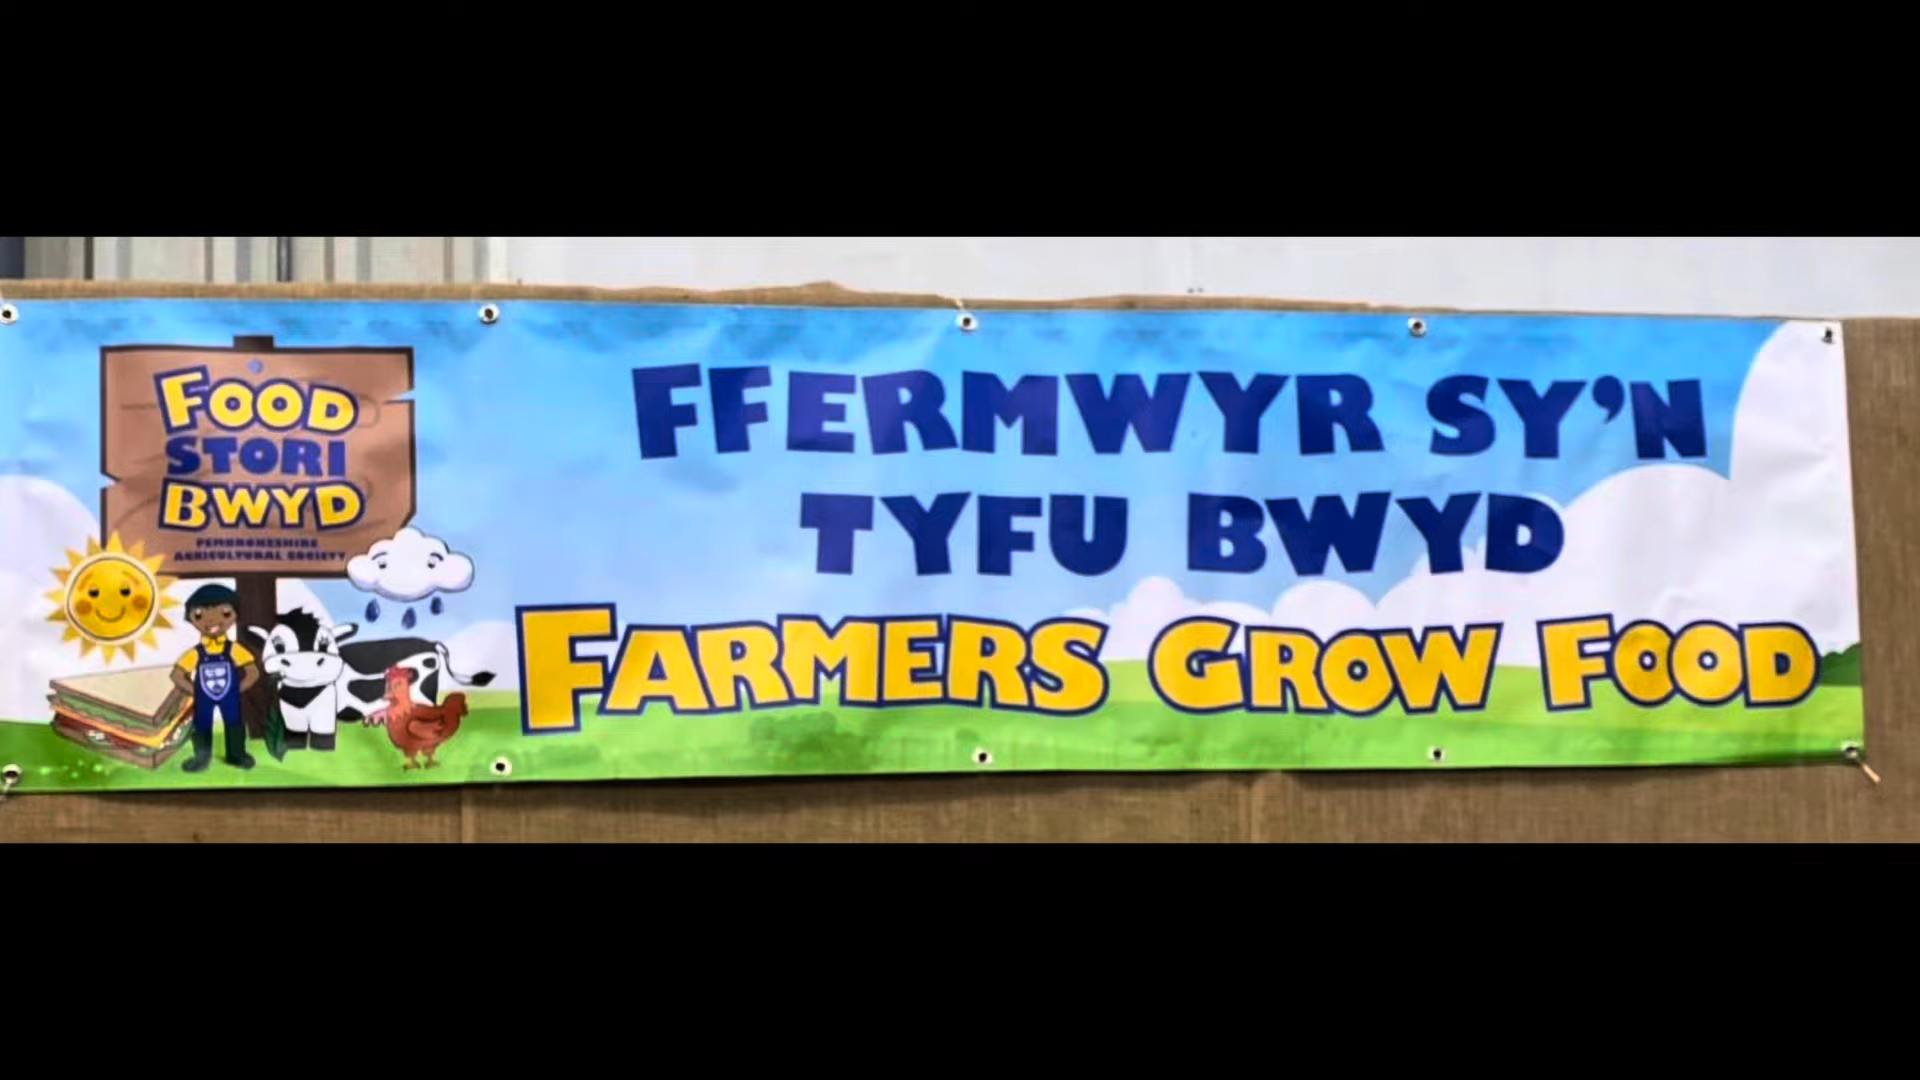 FOOD
STORI
BWYD
PEMBROKESHIRE
AGRICULTURAL SOCIETY
FFERMWYR SY'N
TYFU BWYD
FARMERS GROW FOOD